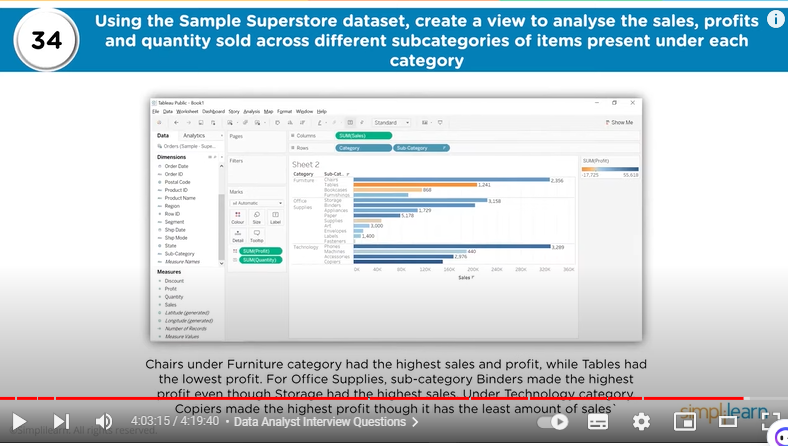 34
Using the Sample Superstore dataset, create a view to analyse the sales, profits
and quantity sold across different subcategories of items present under each
category
i
Tableau Public - Book1
File Data Worksheet Dashboard Story Analysis Map Format Window Help
Standard
Show Me
Data Analytics
Pages
Columns SUM(Sales)
Rows Category Sub-Category
Orders (Sample - Supe...
Dimensions
Order Date
Order ID
Postal Code
Product ID
Product Name
Region
Row ID
Segment
Ship Date
Ship Mode
State
Sub-Category
Measure Names
Measures
Discount
Profit
Quantity
Sales
Latitude (generated)
Longitude (generated)
Number of Records
Measure Values
Filters
Marks
Automatic
Colour Size Label
Detail Tooltip
SUM(Profit)
SUM(Quantity)
Sheet 2
Category Sub-Cat..
Furniture Chairs 2,356
Tables 1,241
Bookcases 868
Furnishings
Office Supplies Storage 3,158
Binders
Appliances 1,729
Paper 5,178
Supplies
Art 3,000
Envelopes
Labels 1,400
Fasteners
Technology Phones 3,289
Machines 440
Accessories 2,976
Copiers
0K 40K 80K 120K 160K 200K 240K 280K 320K 360K
Sales
SUM(Profit)
-17,725 55,618
Chairs under Furniture category had the highest sales and profit, while Tables had
the lowest profit. For Office Supplies, sub-category Binders made the highest
profit even though Storage had the highest sales. Under Technology category,
Copiers made the highest profit though it has the least amount of sales`
simplilearn
4:03:15 / 4:19:40 • Data Analyst Interview Questions >
©Simplilearn. All rights reserved.